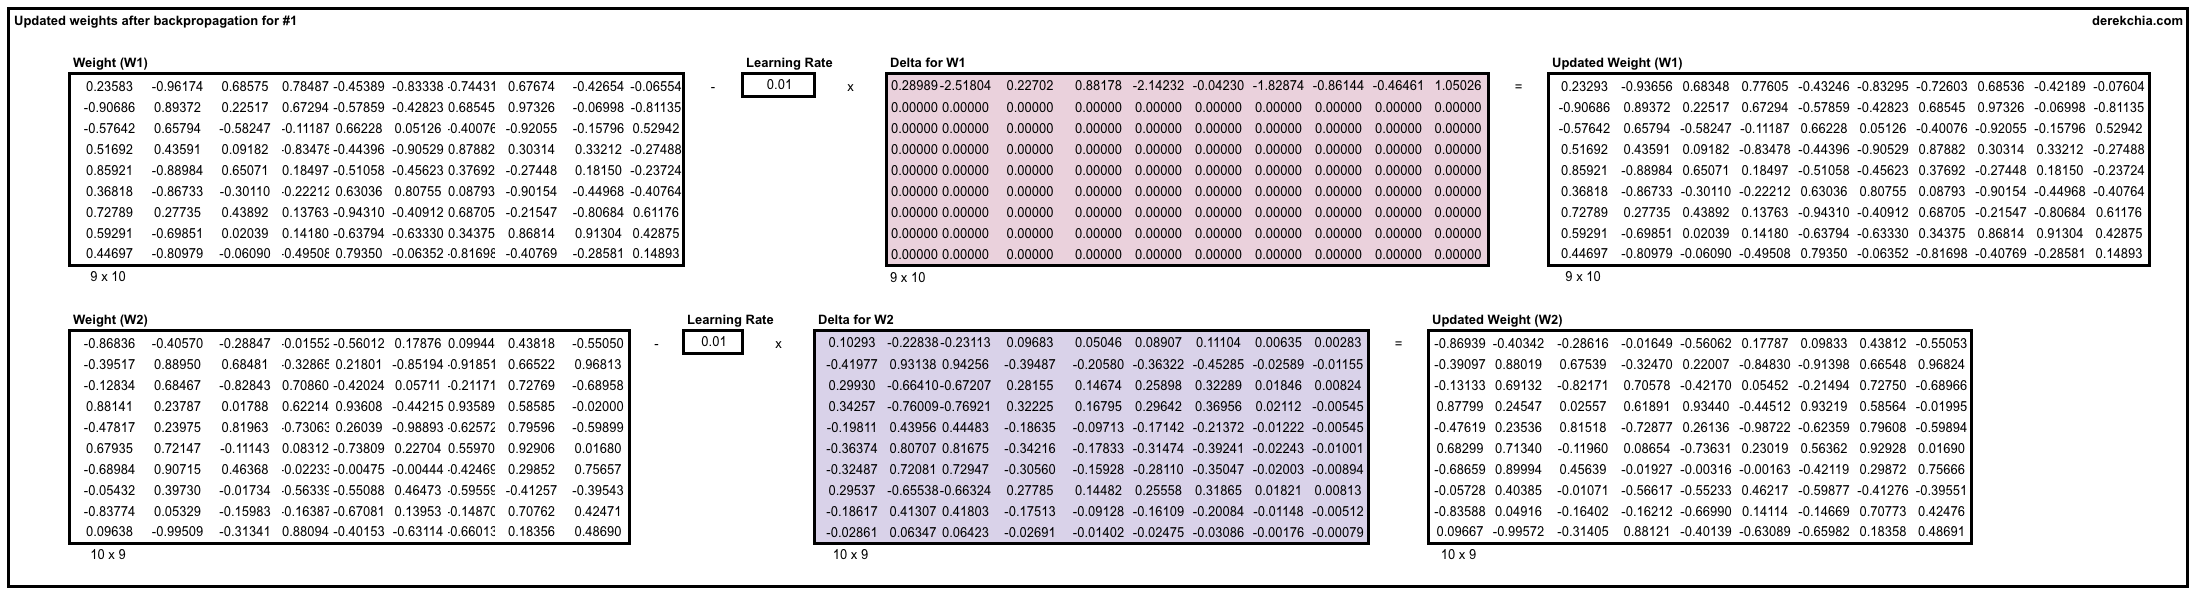 Updated weights after backpropagation for #1
derekchia.com
Weight (W1)
0.23583 -0.96174 0.68575 0.78487 -0.45389 -0.83338 -0.74431 0.67674 -0.42654 -0.06554
-0.90686 0.89372 0.22517 0.67294 -0.57859 -0.42823 0.68545 0.97326 -0.06998 -0.81135
-0.57642 0.65794 -0.58247 -0.11187 0.66228 0.05126 -0.40076 -0.92055 -0.15796 0.52942
0.51692 0.43591 0.09182 -0.83478 -0.44396 -0.90529 0.87882 0.30314 0.33212 -0.27488
0.85921 -0.88984 0.65071 0.18497 -0.51058 -0.45623 0.37692 -0.27448 0.18150 -0.23724
0.36818 -0.86733 -0.30110 -0.22212 0.63036 0.80755 0.08793 -0.90154 -0.44968 -0.40764
0.72789 0.27735 0.43892 0.13763 -0.94310 -0.40912 0.68705 -0.21547 -0.80684 0.61176
0.59291 -0.69851 0.02039 0.14180 -0.63794 -0.63330 0.34375 0.86814 0.91304 0.42875
0.44697 -0.80979 -0.06090 -0.49508 0.79350 -0.06352 -0.81698 -0.40769 -0.28581 0.14893
9 x 10
-
Learning Rate
0.01
x
Delta for W1
0.28989 -2.51804 0.22702 0.88178 -2.14232 -0.04230 -1.82874 -0.86144 -0.46461 1.05026
0.00000 0.00000 0.00000 0.00000 0.00000 0.00000 0.00000 0.00000 0.00000 0.00000
0.00000 0.00000 0.00000 0.00000 0.00000 0.00000 0.00000 0.00000 0.00000 0.00000
0.00000 0.00000 0.00000 0.00000 0.00000 0.00000 0.00000 0.00000 0.00000 0.00000
0.00000 0.00000 0.00000 0.00000 0.00000 0.00000 0.00000 0.00000 0.00000 0.00000
0.00000 0.00000 0.00000 0.00000 0.00000 0.00000 0.00000 0.00000 0.00000 0.00000
0.00000 0.00000 0.00000 0.00000 0.00000 0.00000 0.00000 0.00000 0.00000 0.00000
0.00000 0.00000 0.00000 0.00000 0.00000 0.00000 0.00000 0.00000 0.00000 0.00000
0.00000 0.00000 0.00000 0.00000 0.00000 0.00000 0.00000 0.00000 0.00000 0.00000
9 x 10
=
Updated Weight (W1)
0.23293 -0.93656 0.68348 0.77605 -0.43246 -0.83295 -0.72603 0.68536 -0.42189 -0.07604
-0.90686 0.89372 0.22517 0.67294 -0.57859 -0.42823 0.68545 0.97326 -0.06998 -0.81135
-0.57642 0.65794 -0.58247 -0.11187 0.66228 0.05126 -0.40076 -0.92055 -0.15796 0.52942
0.51692 0.43591 0.09182 -0.83478 -0.44396 -0.90529 0.87882 0.30314 0.33212 -0.27488
0.85921 -0.88984 0.65071 0.18497 -0.51058 -0.45623 0.37692 -0.27448 0.18150 -0.23724
0.36818 -0.86733 -0.30110 -0.22212 0.63036 0.80755 0.08793 -0.90154 -0.44968 -0.40764
0.72789 0.27735 0.43892 0.13763 -0.94310 -0.40912 0.68705 -0.21547 -0.80684 0.61176
0.59291 -0.69851 0.02039 0.14180 -0.63794 -0.63330 0.34375 0.86814 0.91304 0.42875
0.44697 -0.80979 -0.06090 -0.49508 0.79350 -0.06352 -0.81698 -0.40769 -0.28581 0.14893
9 x 10
Weight (W2)
-0.86836 -0.40570 -0.28847 -0.01552 -0.56012 0.17876 0.09944 0.43818 -0.55050
-0.39517 0.88950 0.68481 -0.32865 0.21801 -0.85194 -0.91851 0.66522 0.96813
-0.12834 0.68467 -0.82843 0.70860 -0.42024 0.05711 -0.21171 0.72769 -0.68958
0.88141 0.23787 0.01788 0.62214 0.93608 -0.44215 0.93589 0.58585 -0.02000
-0.47817 0.23975 0.81963 -0.73063 0.26039 -0.98893 -0.62572 0.79596 -0.59899
0.67935 0.72147 -0.11143 0.08312 -0.73809 0.22704 0.55970 0.92906 0.01680
-0.68984 0.90715 0.46368 -0.02233 -0.00475 -0.00444 -0.42469 0.29852 0.75657
-0.05432 0.39730 -0.01734 -0.56339 -0.55088 0.46473 -0.59559 -0.41257 -0.39543
-0.83774 0.05329 -0.15983 -0.16387 -0.67081 0.13953 -0.14870 0.70762 0.42471
0.09638 -0.99509 -0.31341 0.88094 -0.40153 -0.63114 -0.66013 0.18356 0.48690
10 x 9
-
Learning Rate
0.01
x
Delta for W2
0.10293 -0.22838 -0.23113 0.09683 0.05046 0.08907 0.11104 0.00635 0.00283
-0.41977 0.93138 0.94256 -0.39487 -0.20580 -0.36322 -0.45285 -0.02589 -0.01155
0.29930 -0.66410 -0.67207 0.28155 0.14674 0.25898 0.32289 0.01846 0.00824
0.34257 -0.76009 -0.76921 0.32225 0.16795 0.29642 0.36956 0.02112 -0.00545
-0.19811 0.43956 0.44483 -0.18635 -0.09713 -0.17142 -0.21372 -0.01222 -0.00545
-0.36374 0.80707 0.81675 -0.34216 -0.17833 -0.31474 -0.39241 -0.02243 -0.01001
-0.32487 0.72081 0.72947 -0.30560 -0.15928 -0.28110 -0.35047 -0.02003 -0.00894
0.29537 -0.65538 -0.66324 0.27785 0.14482 0.25558 0.31865 0.01821 0.00813
-0.18617 0.41307 0.41803 -0.17513 -0.09128 -0.16109 -0.20084 -0.01148 -0.00512
-0.02861 0.06347 0.06423 -0.02691 -0.01402 -0.02475 -0.03086 -0.00176 -0.00079
10 x 9
=
Updated Weight (W2)
-0.86939 -0.40342 -0.28616 -0.01649 -0.56062 0.17787 0.09833 0.43812 -0.55053
-0.39097 0.88019 0.67539 -0.32470 0.22007 -0.84830 -0.91398 0.66548 0.96824
-0.13133 0.69132 -0.82171 0.70578 -0.42170 0.05452 -0.21494 0.72750 -0.68966
0.87799 0.24547 0.02557 0.61891 0.93440 -0.44512 0.93219 0.58564 -0.01995
-0.47619 0.23536 0.81518 -0.72877 0.26136 -0.98722 -0.62359 0.79608 -0.59894
0.68299 0.71340 -0.11960 0.08654 -0.73631 0.23019 0.56362 0.92928 0.01690
-0.68659 0.89994 0.45639 -0.01927 -0.00316 -0.00163 -0.42119 0.29872 0.75666
-0.05728 0.40385 -0.01071 -0.56617 -0.55233 0.46217 -0.59877 -0.41276 -0.39551
-0.83588 0.04916 -0.16402 -0.16212 -0.66990 0.14114 -0.14669 0.70773 0.42476
0.09667 -0.99572 -0.31405 0.88121 -0.40139 -0.63089 -0.65982 0.18358 0.48691
10 x 9